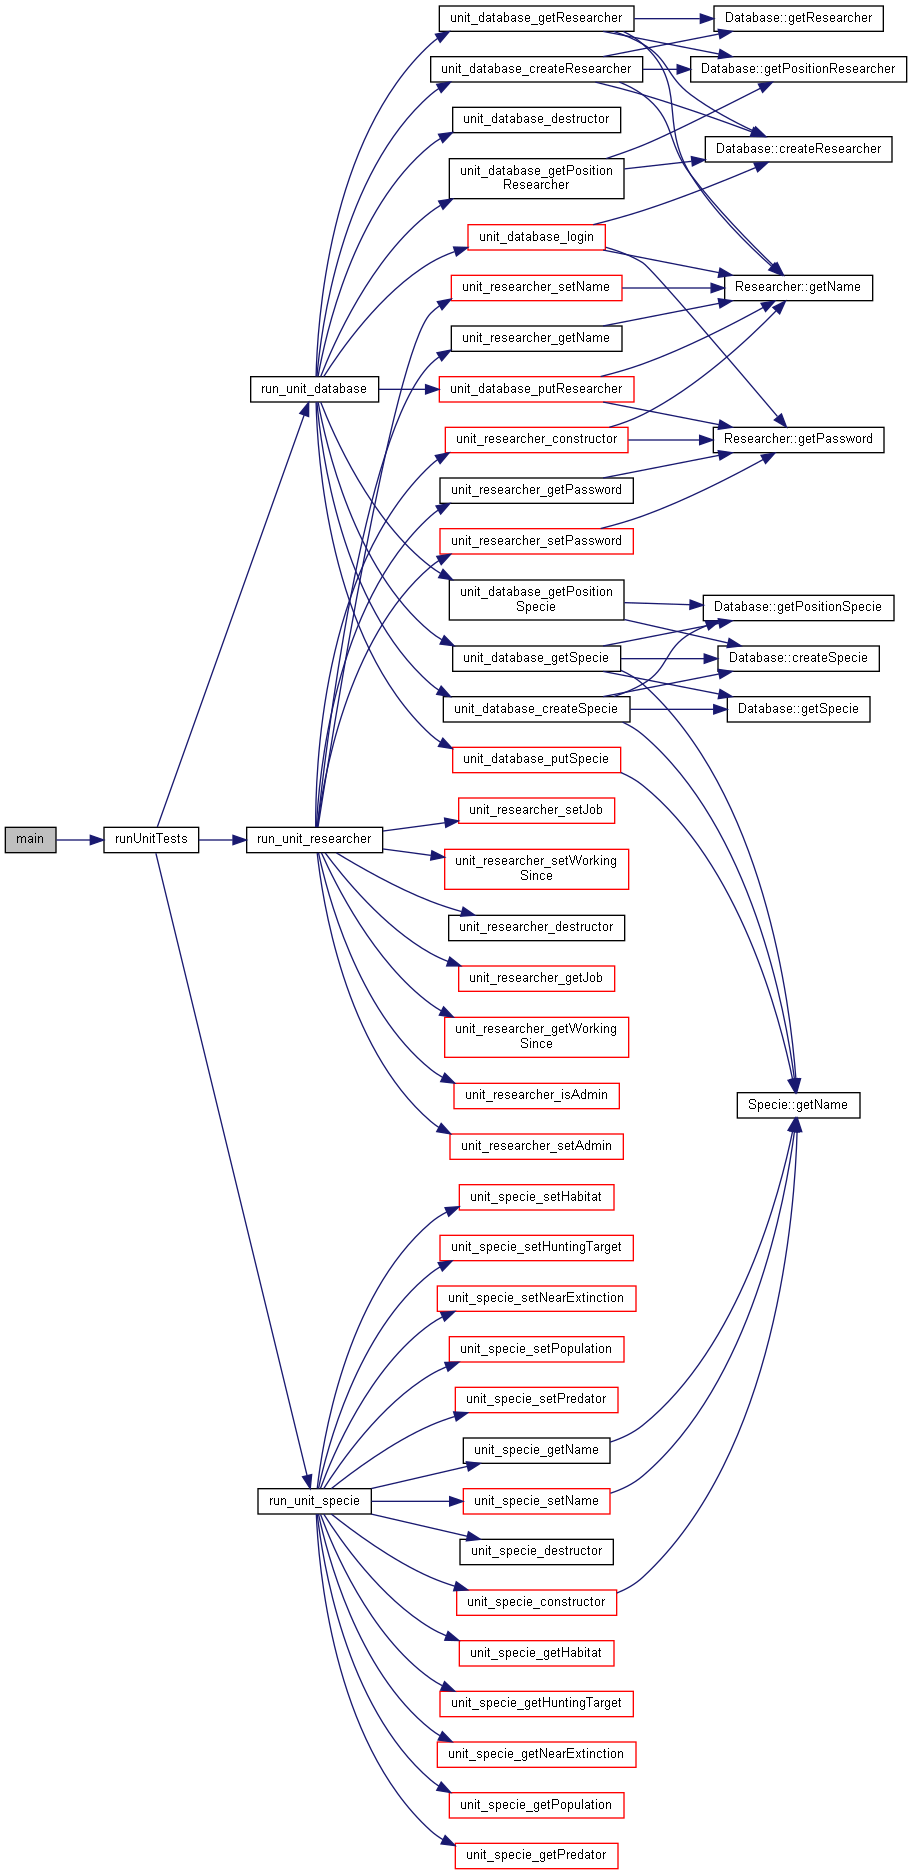 unit_database_getResearcher
Database::getResearcher
unit_database_createResearcher
Database::getPositionResearcher
unit_database_destructor
Database::createResearcher
unit_database_getPosition
Researcher
unit_database_login
unit_researcher_setName
Researcher::getName
unit_researcher_getName
run_unit_database
unit_database_putResearcher
unit_researcher_constructor
Researcher::getPassword
unit_researcher_getPassword
unit_researcher_setPassword
unit_database_getPosition
Specie
Database::getPositionSpecie
unit_database_getSpecie
Database::createSpecie
unit_database_createSpecie
Database::getSpecie
unit_database_putSpecie
unit_researcher_setJob
main
runUnitTests
run_unit_researcher
unit_researcher_setWorking
Since
unit_researcher_destructor
unit_researcher_getJob
unit_researcher_getWorking
Since
unit_researcher_isAdmin
Specie::getName
unit_researcher_setAdmin
unit_specie_setHabitat
unit_specie_setHuntingTarget
unit_specie_setNearExtinction
unit_specie_setPopulation
unit_specie_setPredator
unit_specie_getName
run_unit_specie
unit_specie_setName
unit_specie_destructor
unit_specie_constructor
unit_specie_getHabitat
unit_specie_getHuntingTarget
unit_specie_getNearExtinction
unit_specie_getPopulation
unit_specie_getPredator